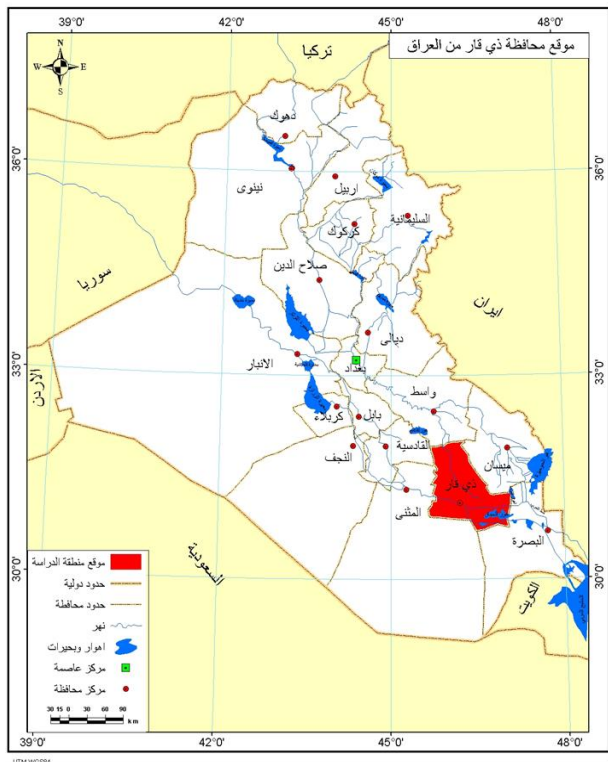 39°0'
42°0'
45°0'
48°0'
موقع محافظة ذي قار من العراق
N
W E
S
تركيا
دهوك
36°0'
36°0'
نينوى
اربيل
السليمانية
كركوك
صلاح الدين
سوريا
ايران
ديالى
33°0'
33°0'
الانبار
بغداد
الاردن
واسط
كربلاء
بابل
القادسية
النجف
ميسان
ذي قار
المثنى
البصرة
السعودية
30°0'
30°0'
الكويت
موقع منطقة الدراسة
حدود دولية
حدود محافظة
نهر
اهوار وبحيرات
مركز عاصمة
مركز محافظة
30 15 0 30 60 90
km
39°0'
42°0'
45°0'
48°0'